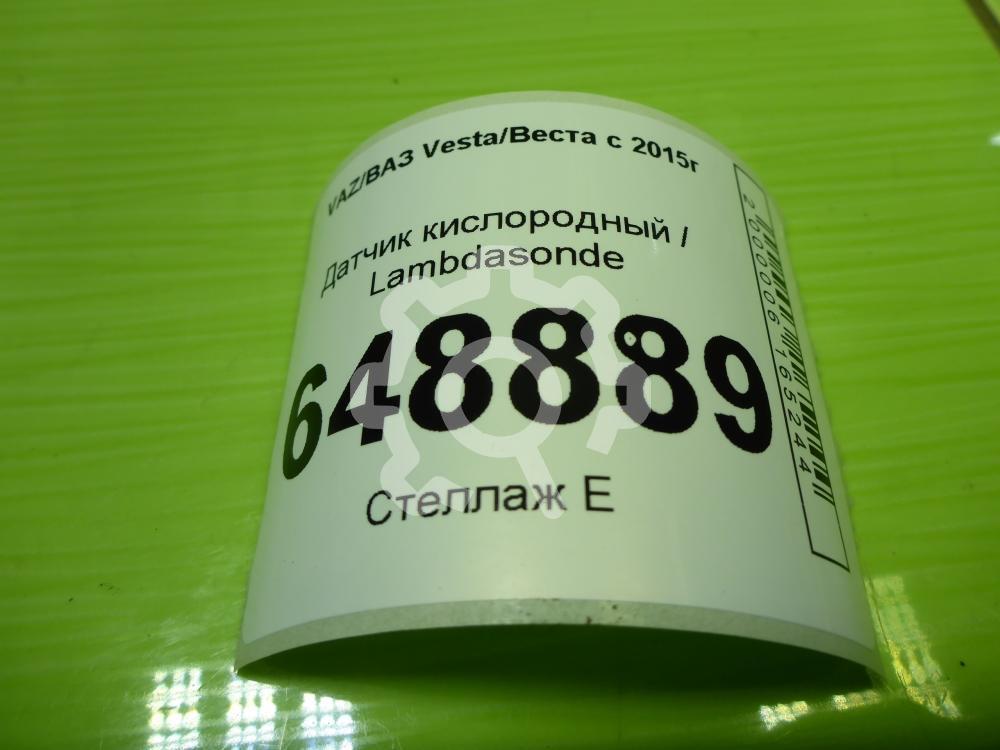 VAZ/ВАЗ Vesta/Веста с 2015г
Датчик кислородный /
Lambdasonde
648889
Стеллаж Е
2000006165244